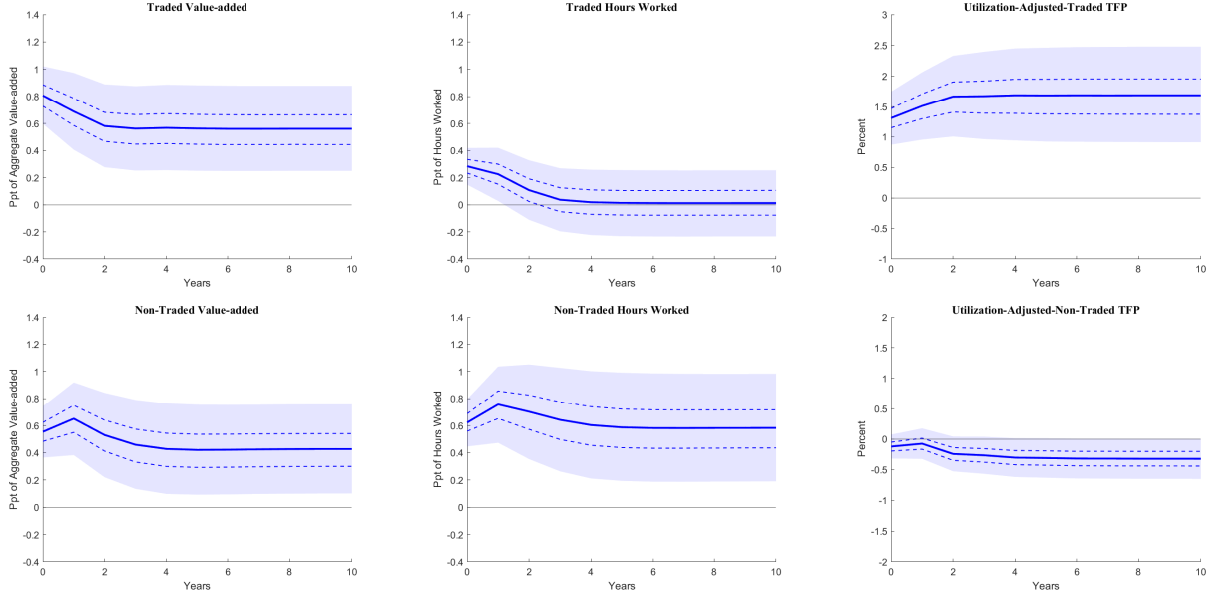 Traded Value-added
1.4
1.2
1
0.8
0.6
0.4
0.2
0
-0.2
-0.4
Ppt of Aggregate Value-added
0 2 4 6 8 10
Years
Traded Hours Worked
1.4
1.2
1
0.8
0.6
0.4
0.2
0
-0.2
-0.4
Ppt of Hours Worked
0 2 4 6 8 10
Years
Utilization-Adjusted-Traded TFP
3
2.5
2
1.5
1
0.5
0
-0.5
-1
Percent
0 2 4 6 8 10
Years
Non-Traded Value-added
1.4
1.2
1
0.8
0.6
0.4
0.2
0
-0.2
-0.4
Ppt of Aggregate Value-added
0 2 4 6 8 10
Years
Non-Traded Hours Worked
1.4
1.2
1
0.8
0.6
0.4
0.2
0
-0.2
-0.4
Ppt of Hours Worked
0 2 4 6 8 10
Years
Utilization-Adjusted-Non-Traded TFP
2
1.5
1
0.5
0
-0.5
-1
-1.5
-2
Percent
0 2 4 6 8 10
Years